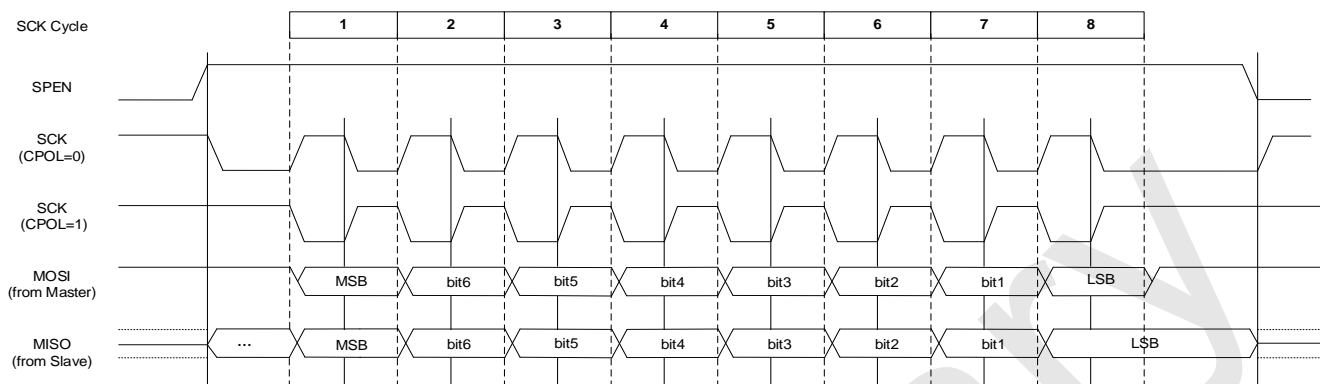 SCK Cycle 1 2 3 4 5 6 7 8
SPEN
SCK
(CPOL=0)
SCK
(CPOL=1)
MOSI
(from Master)
MSB bit6 bit5 bit4 bit3 bit2 bit1 LSB
MISO
(from Slave)
... MSB bit6 bit5 bit4 bit3 bit2 bit1 LSB